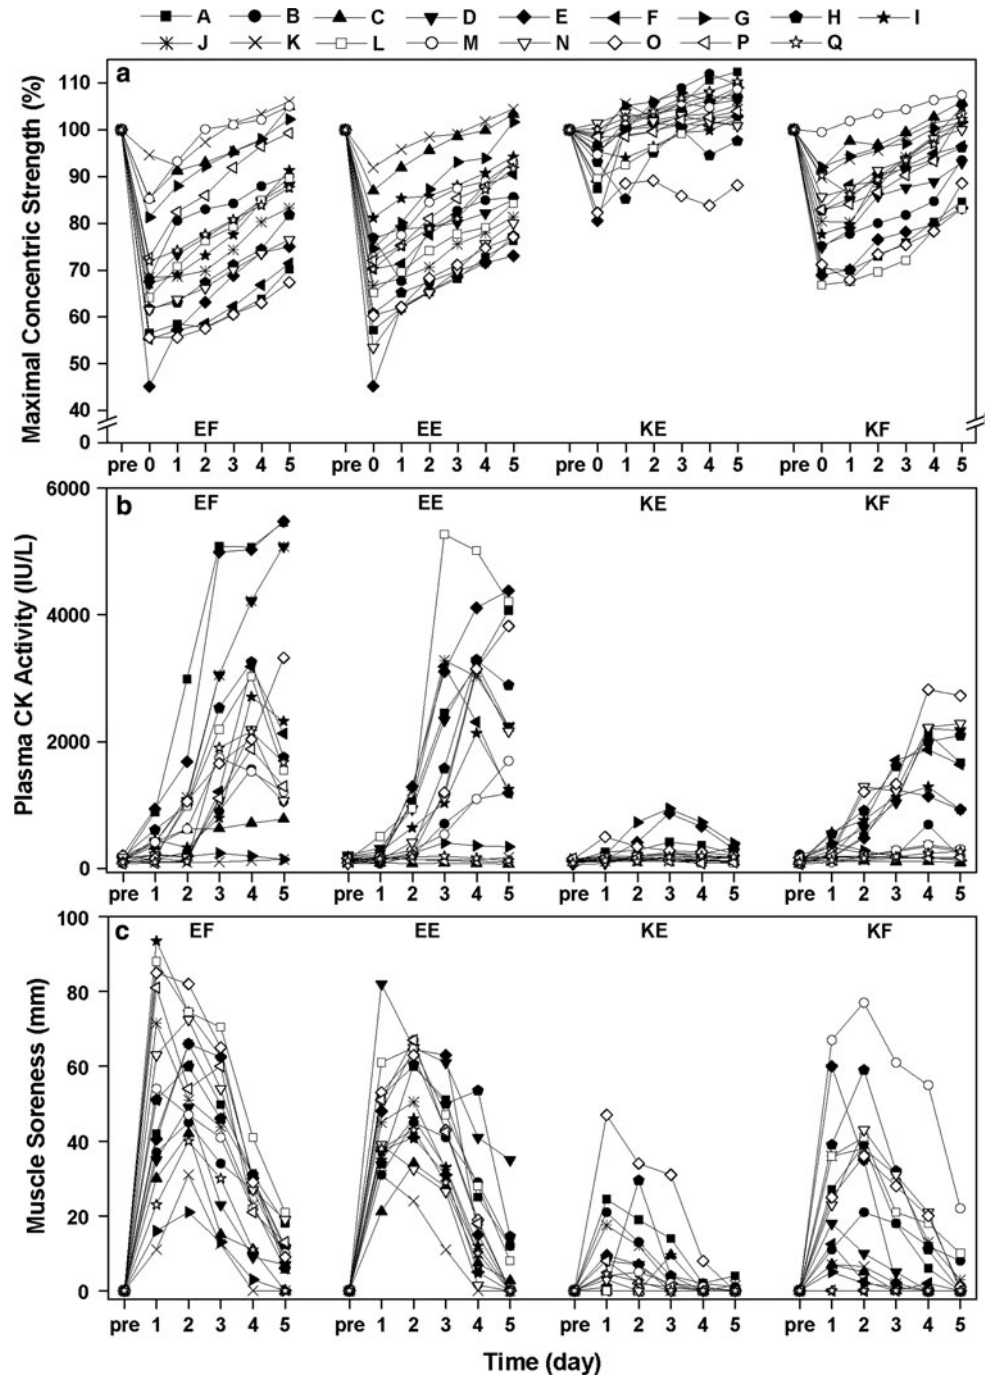 A B C D E F G H I
J K L M N O P Q
a
Maximal Concentric Strength (%)
110
100
90
80
70
60
50
40
0
EF EE KE KF
pre 0 1 2 3 4 5 pre 0 1 2 3 4 5 pre 0 1 2 3 4 5 pre 0 1 2 3 4 5
b
EF EE KE KF
Plasma CK Activity (IU/L)
6000
4000
2000
0
pre 1 2 3 4 5 pre 1 2 3 4 5 pre 1 2 3 4 5 pre 1 2 3 4 5
c
EF EE KE KF
Muscle Soreness (mm)
100
80
60
40
20
0
pre 1 2 3 4 5 pre 1 2 3 4 5 pre 1 2 3 4 5 pre 1 2 3 4 5
Time (day)